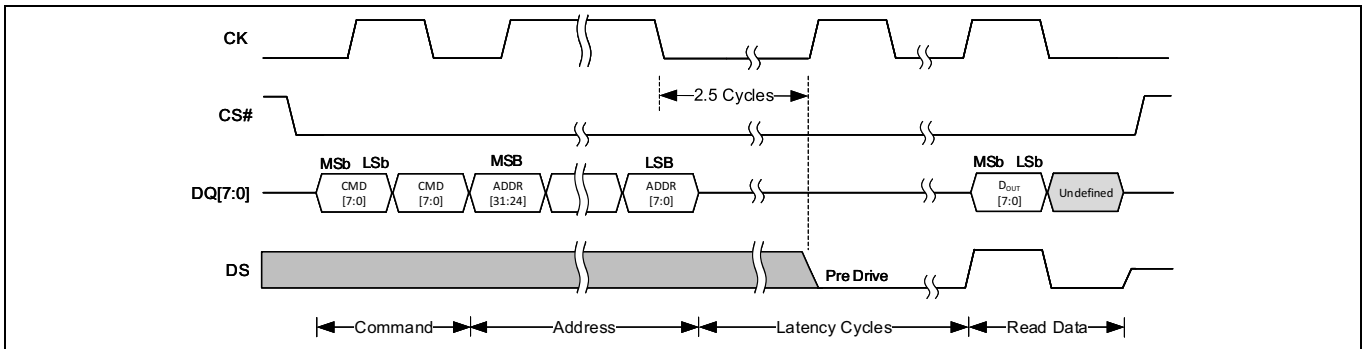 CK
2.5 Cycles
CS#
MSb LSb MSB LSB MSb LSb
DQ[7:0]
CMD [7:0]
CMD [7:0]
ADDR [31:24]
ADDR [7:0]
DOUT [7:0]
Undefined
DS
Pre Drive
Command Address Latency Cycles Read Data